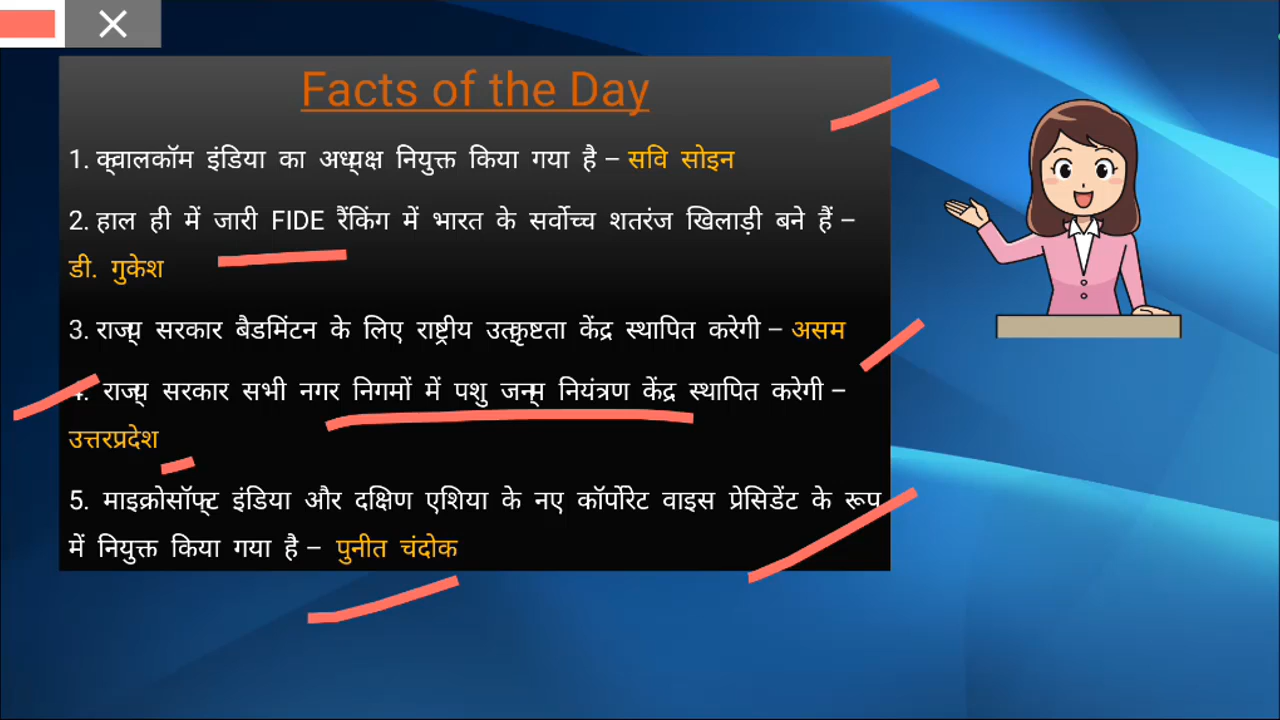 Facts of the Day
1. क्वालकॉम इंडिया का अध्यक्ष नियुक्त किया गया है – सवि सोइन
2. हाल ही में जारी FIDE रैंकिंग में भारत के सर्वोच्च शतरंज खिलाड़ी बने हैं –
डी. गुकेश
3. राज्य सरकार बैडमिंटन के लिए राष्ट्रीय उत्कृष्टता केंद्र स्थापित करेगी – असम
4. राज्य सरकार सभी नगर निगमों में पशु जन्म नियंत्रण केंद्र स्थापित करेगी –
उत्तरप्रदेश
5. माइक्रोसॉफ्ट इंडिया और दक्षिण एशिया के नए कॉर्पोरेट वाइस प्रेसिडेंट के रूप
में नियुक्त किया गया है – पुनीत चंदोक